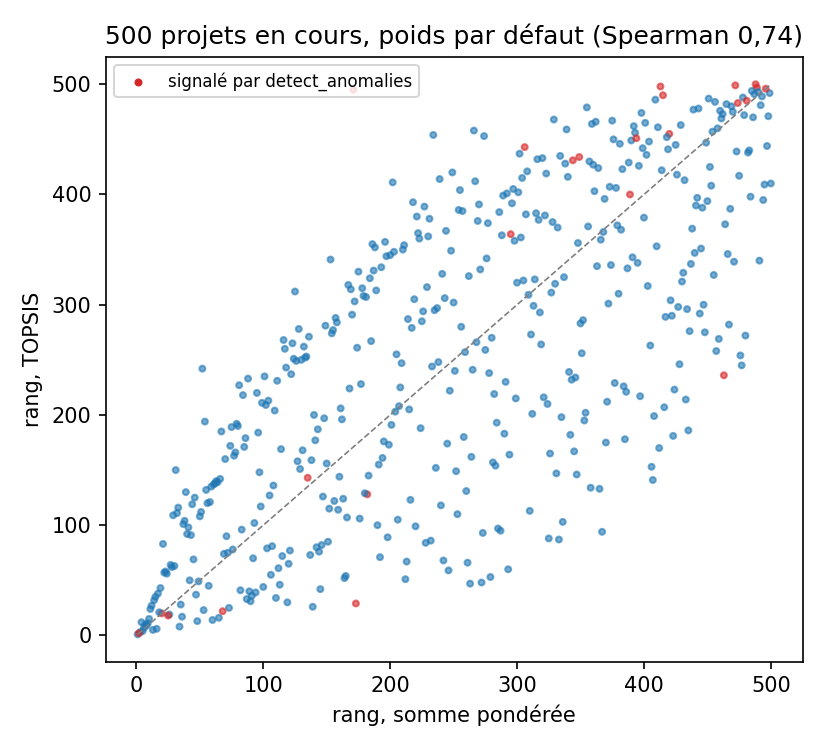 500 projets en cours, poids par défaut (Spearman 0,74)
signalé par detect_anomalies
500
400
300
200
100
0
rang, TOPSIS
0 100 200 300 400 500
rang, somme pondérée